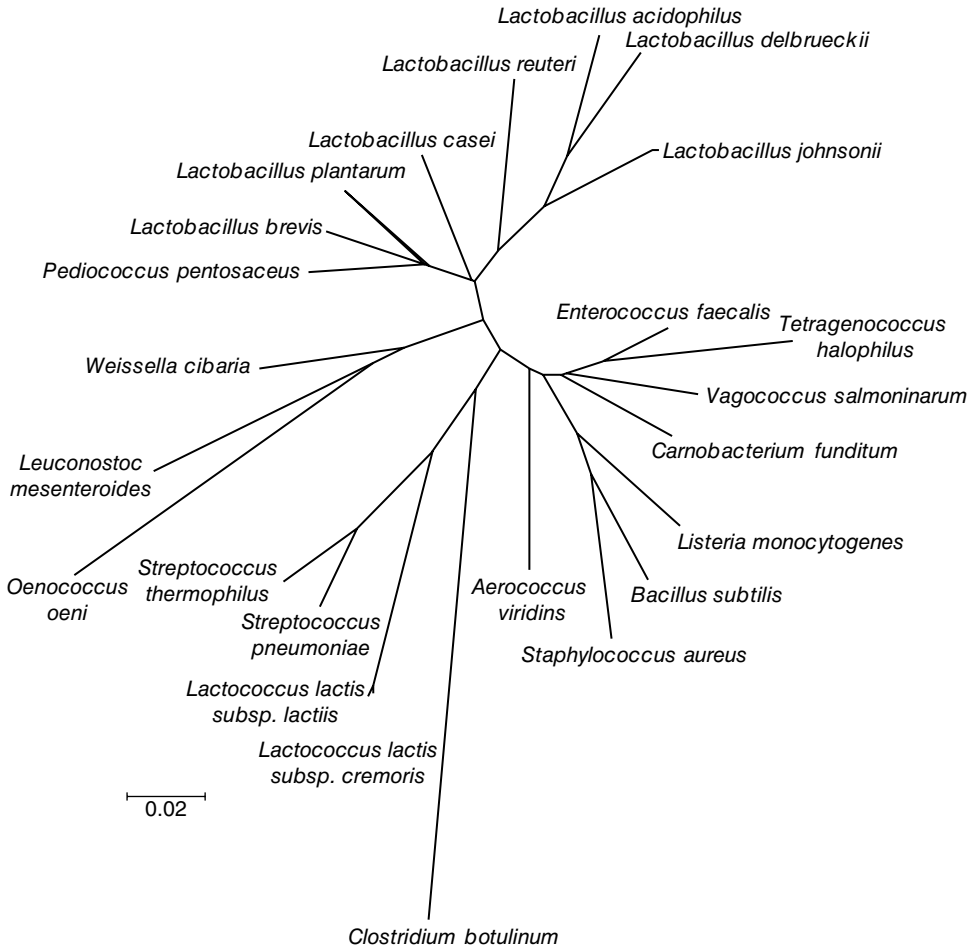 Lactobacillus acidophilus
Lactobacillus delbrueckii
Lactobacillus reuteri
Lactobacillus casei
Lactobacillus johnsonii
Lactobacillus plantarum
Lactobacillus brevis
Pediococcus pentosaceus
Enterococcus faecalis
Tetragenococcus
halophilus
Weissella cibaria
Vagococcus salmoninarum
Carnobacterium funditum
Leuconostoc
mesenteroides
Listeria monocytogenes
Oenococcus
oeni
Streptococcus
thermophilus
Aerococcus
viridins
Bacillus subtilis
Streptococcus
pneumoniae
Staphylococcus aureus
Lactococcus lactis
subsp. lactiis
Lactococcus lactis
subsp. cremoris
0.02
Clostridium botulinum